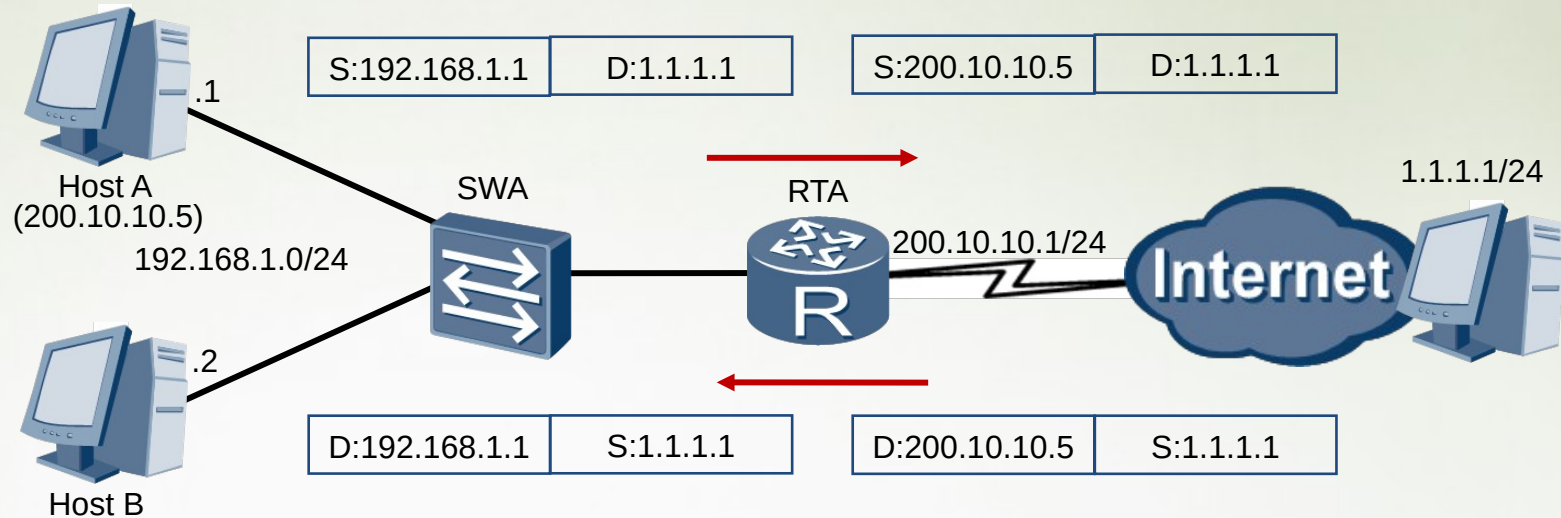 S:192.168.1.1 D:1.1.1.1
S:200.10.10.5 D:1.1.1.1
.1
Host A
(200.10.10.5)
192.168.1.0/24
SWA
RTA
R
200.10.10.1/24
Internet
1.1.1.1/24
.2
Host B
D:192.168.1.1 S:1.1.1.1
D:200.10.10.5 S:1.1.1.1